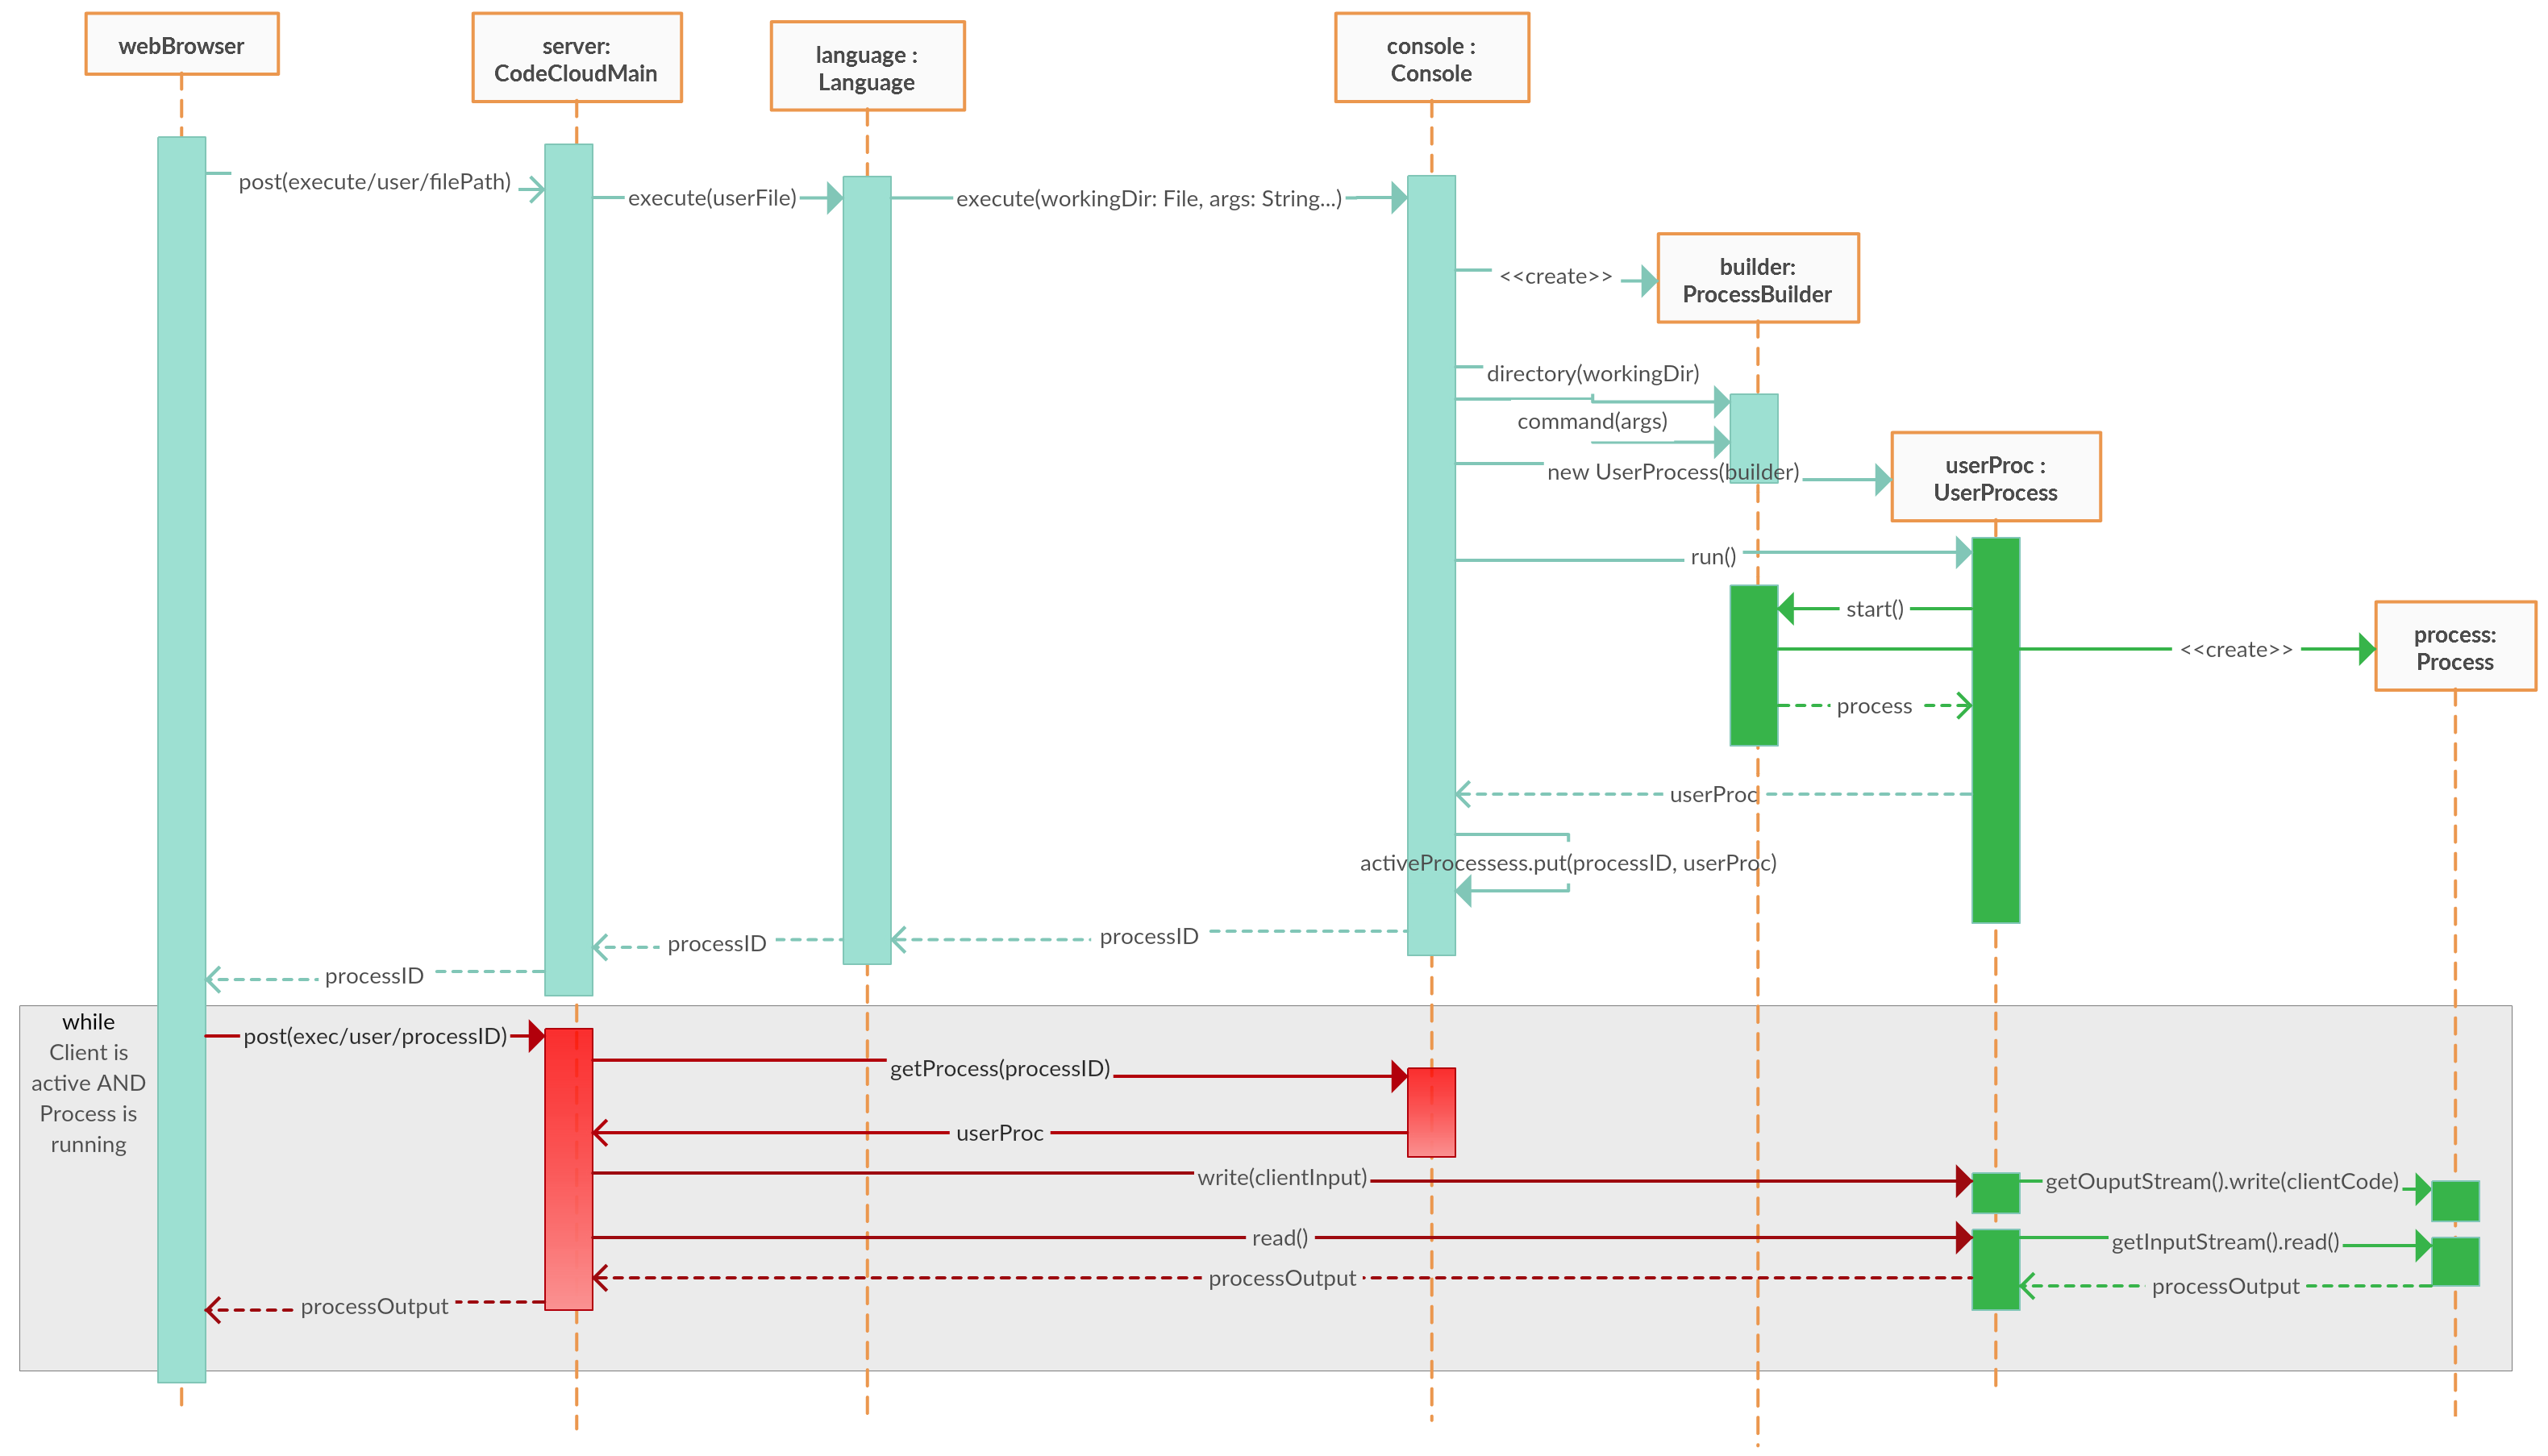 webBrowser
server:
CodeCloudMain
language :
Language
console :
Console
post(execute/user/filePath)
execute(userFile)
execute(workingDir: File, args: String...)
<<create>>
builder:
ProcessBuilder
directory(workingDir)
command(args)
new UserProcess(builder)
userProc :
UserProcess
run()
start()
<<create>>
process:
Process
process
userProc
activeProcessess.put(processID, userProc)
processID
processID
processID
while
Client is
active AND
Process is
running
post(exec/user/processID)
getProcess(processID)
userProc
write(clientInput)
getOuputStream().write(clientCode)
read()
getInputStream().read()
processOutput
processOutput
processOutput